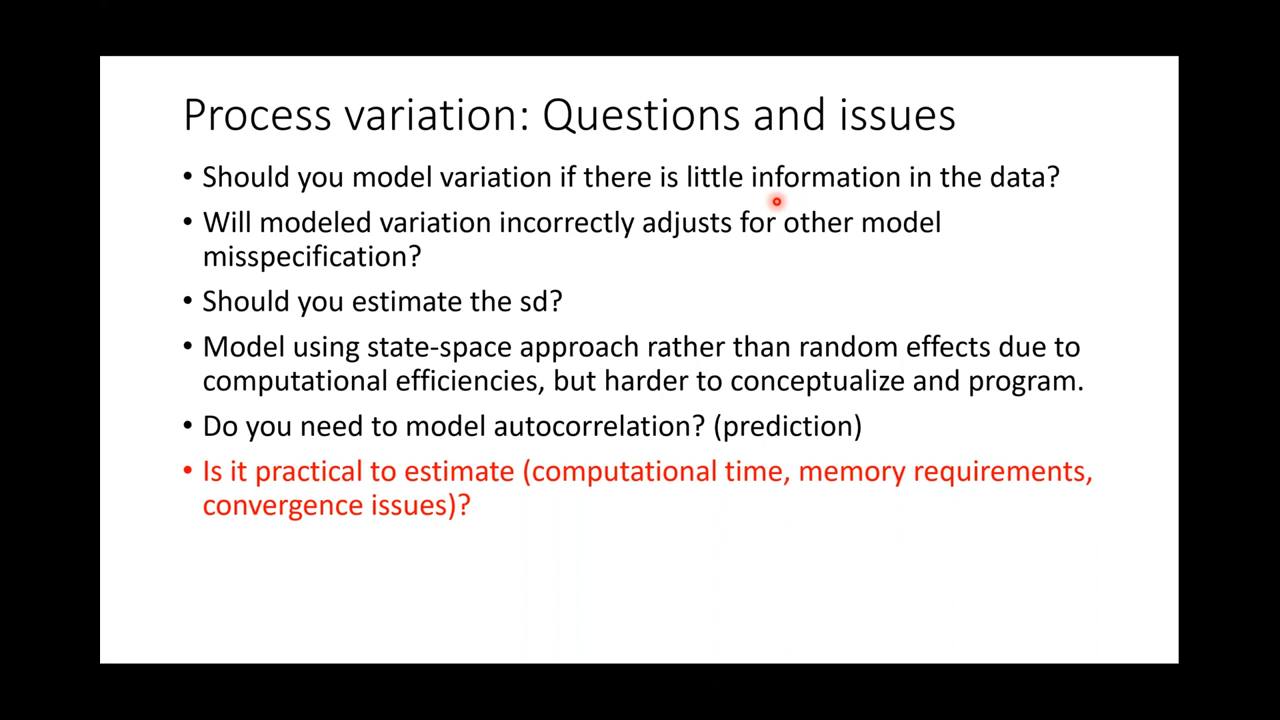 Process variation: Questions and issues
• Should you model variation if there is little information in the data?
• Will modeled variation incorrectly adjusts for other model
misspecification?
• Should you estimate the sd?
• Model using state-space approach rather than random effects due to
computational efficiencies, but harder to conceptualize and program.
• Do you need to model autocorrelation? (prediction)
• Is it practical to estimate (computational time, memory requirements,
convergence issues)?